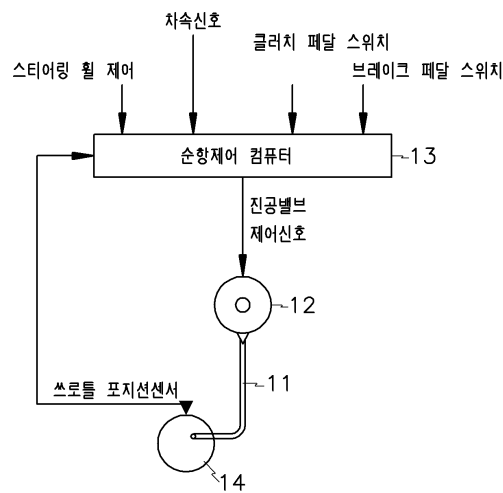 차속신호
클러치 페달 스위치
스티어링 휠 제어
브레이크 페달 스위치
순항제어 컴퓨터
13
진공밸브
제어신호
12
11
쓰로틀 포지션센서
14